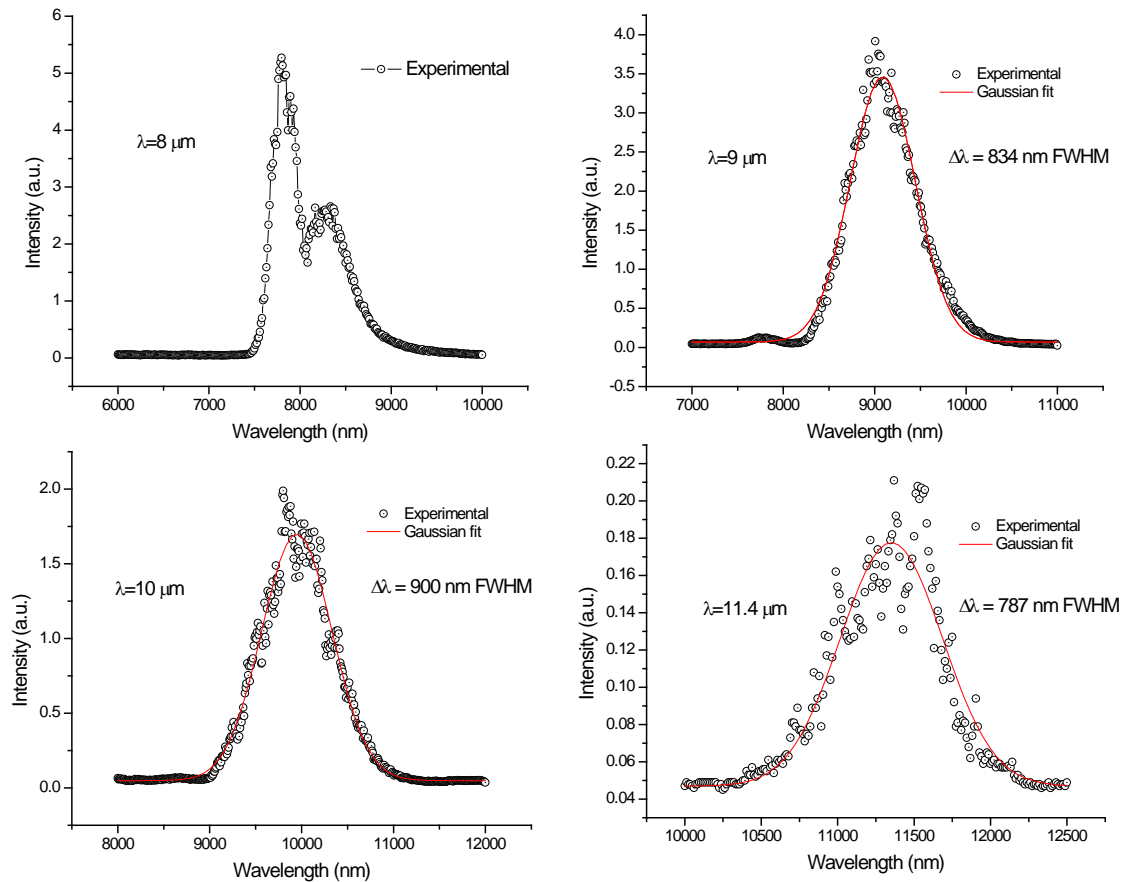 6
5
4
3
2
1
0
Intensity (a.u.)
Experimental
λ=8 μm
6000 7000 8000 9000 10000
Wavelength (nm)
4.0
3.5
3.0
2.5
2.0
1.5
1.0
0.5
0.0
-0.5
Intensity (a.u.)
Experimental
Gaussian fit
λ=9 μm
Δλ = 834 nm FWHM
7000 8000 9000 10000 11000
Wavelength (nm)
2.0
1.5
1.0
0.5
0.0
Intensity (a.u.)
Experimental
Gaussian fit
λ=10 μm
Δλ = 900 nm FWHM
8000 9000 10000 11000 12000
Wavelength (nm)
0.22
0.20
0.18
0.16
0.14
0.12
0.10
0.08
0.06
0.04
Intensity (a.u.)
Experimental
Gaussian fit
λ=11.4 μm
Δλ = 787 nm FWHM
10000 10500 11000 11500 12000 12500
Wavelength (nm)